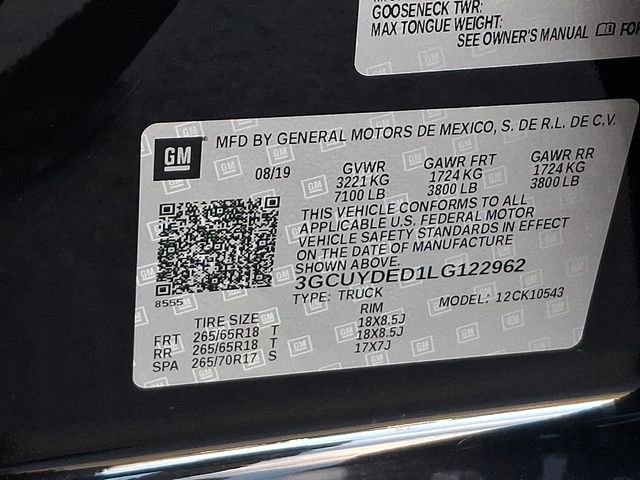 GOOSENECK TWR:
MAX TONGUE WEIGHT:
SEE OWNER'S MANUAL FOR
GM
MFD BY GENERAL MOTORS DE MEXICO, S. DE R.L. DE C.V.
08/19 GVWR GAWR FRT GAWR RR
3221 KG 1724 KG 1724 KG
7100 LB 3800 LB 3800 LB
THIS VEHICLE CONFORMS TO ALL
APPLICABLE U.S. FEDERAL MOTOR
VEHICLE SAFETY STANDARDS IN EFFECT
ON THE DATE OF MANUFACTURE
SHOWN ABOVE.
8555 3GCUYDED1LG122962
TYPE: TRUCK MODEL: 12CK10543
TIRE SIZE RIM
FRT 265/65R18 T 18X8.5J
RR 265/65R18 T 18X8.5J
SPA 265/70R17 S 17X7J